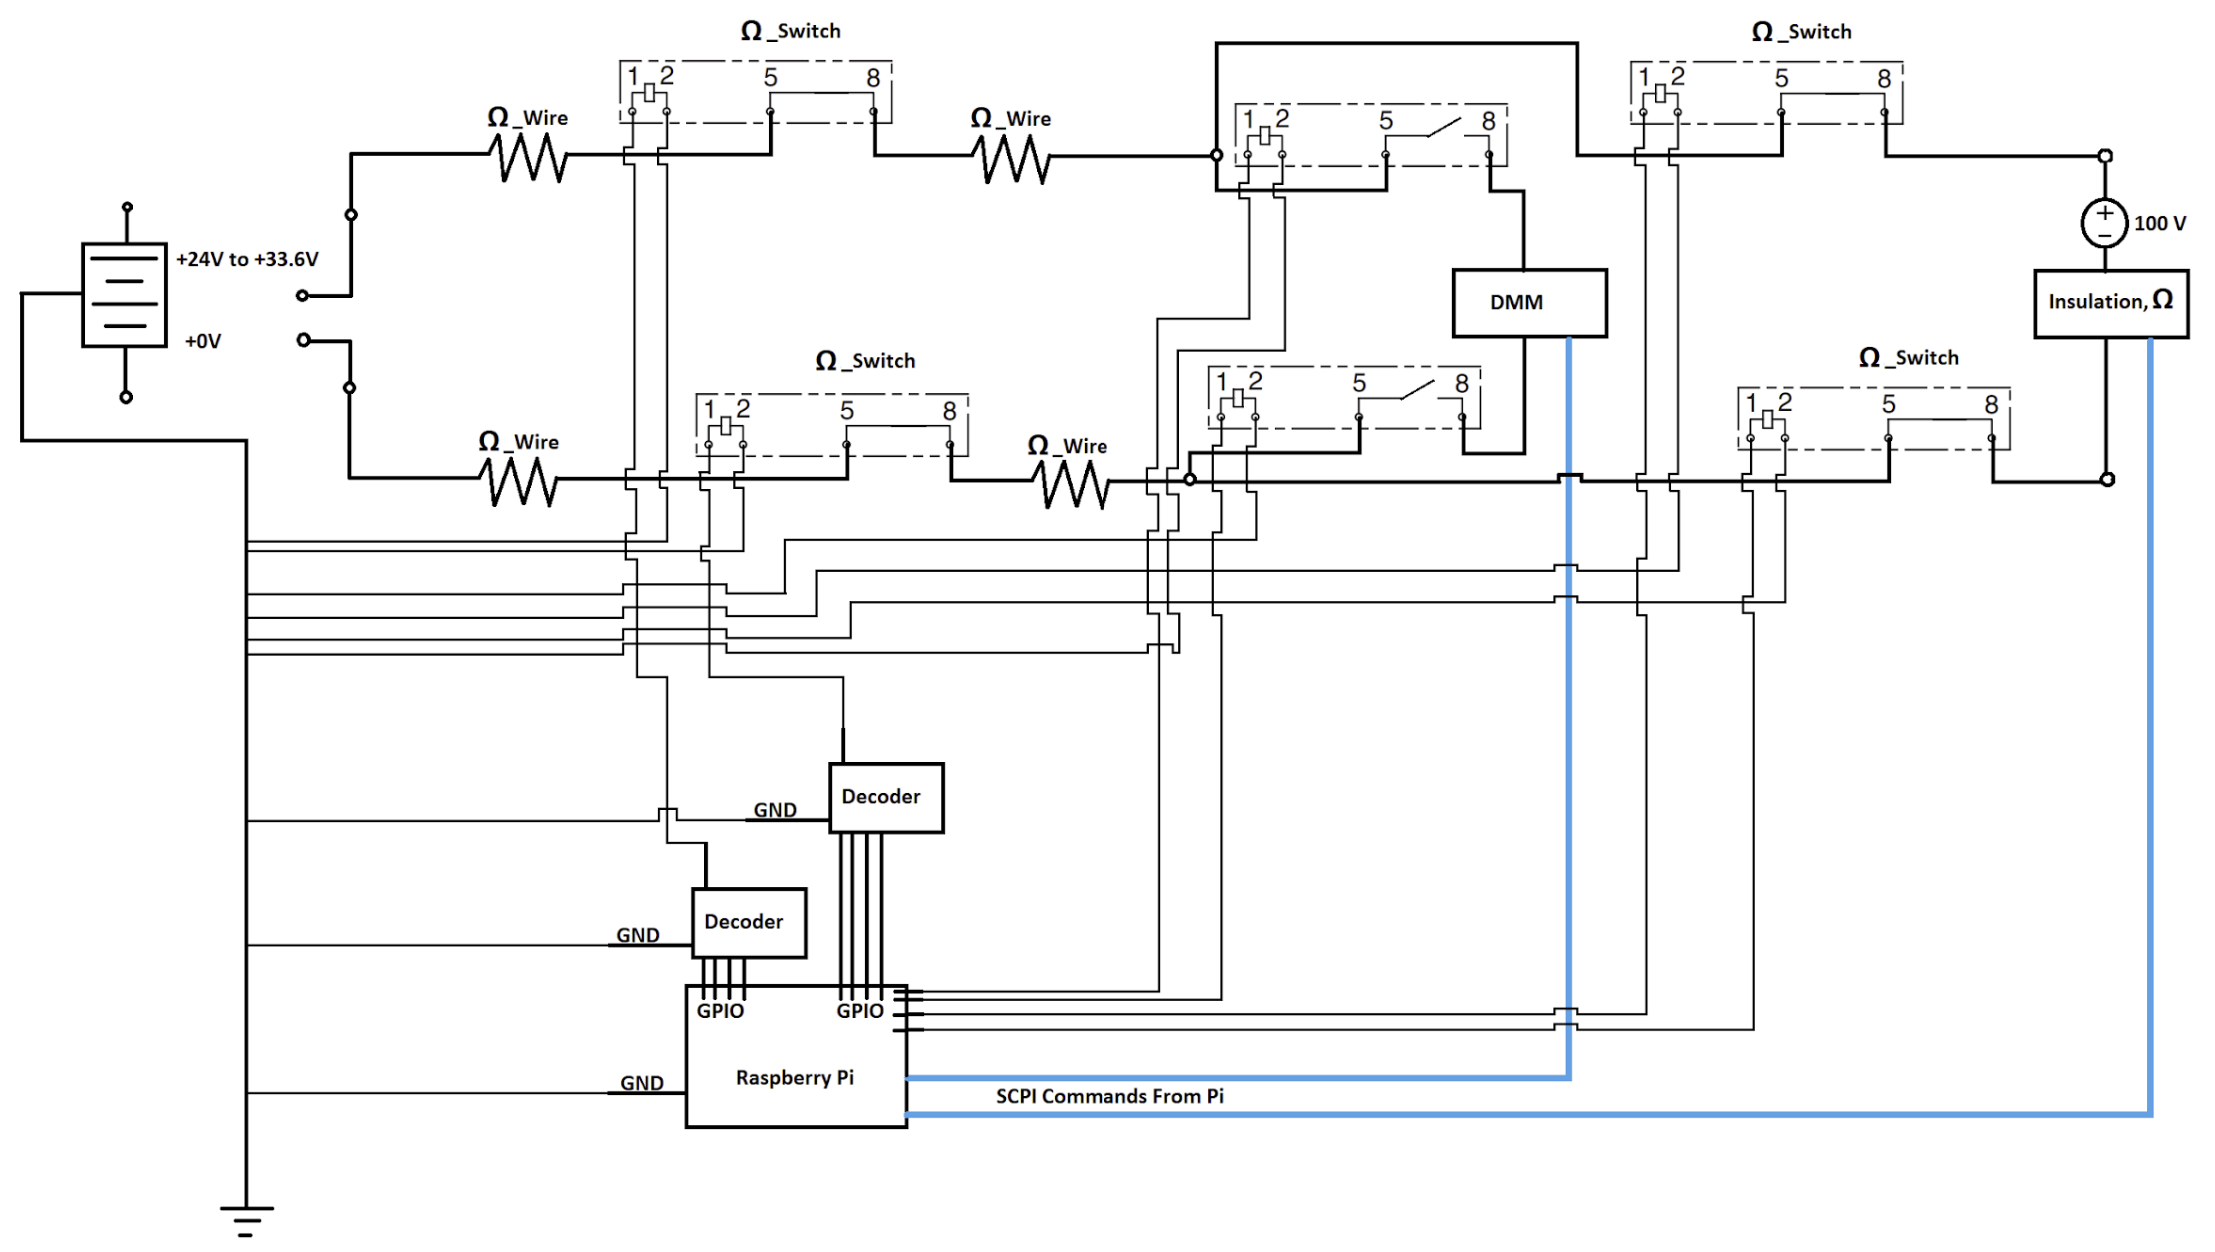 Ω_Switch
Ω_Switch
1 2 5 8
1 2 5 8
Ω_Wire
Ω_Wire
1 2 5 8
100 V
+24V to +33.6V
DMM
Insulation, Ω
+0V
Ω_Switch
Ω_Switch
1 2 5 8
1 2 5 8
1 2 5 8
Ω_Wire
Ω_Wire
+
−
Decoder
GND
Decoder
GND
GPIO
GPIO
Raspberry Pi
GND
SCPI Commands From Pi